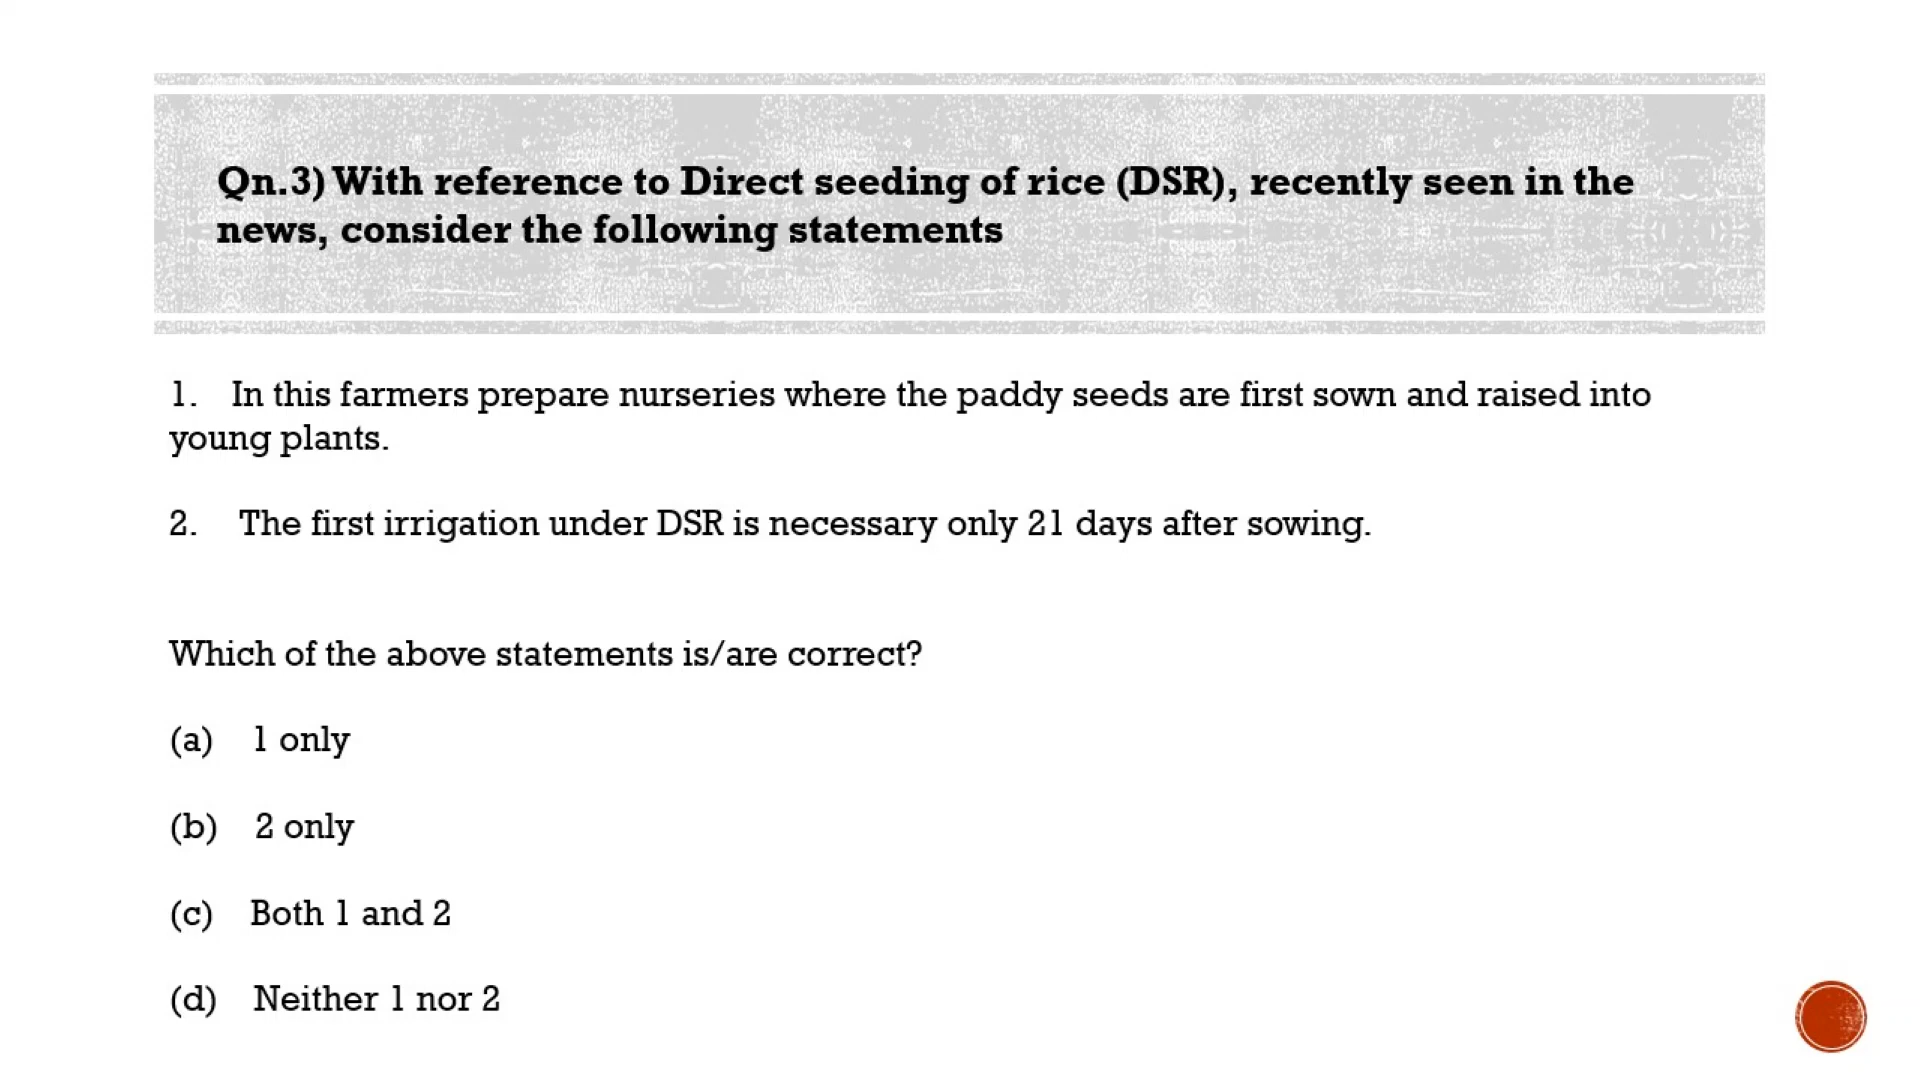 Qn.3) With reference to Direct seeding of rice (DSR), recently seen in the
news, consider the following statements
1. In this farmers prepare nurseries where the paddy seeds are first sown and raised into
young plants.
2. The first irrigation under DSR is necessary only 21 days after sowing.
Which of the above statements is/are correct?
(a) 1 only
(b) 2 only
(c) Both 1 and 2
(d) Neither 1 nor 2